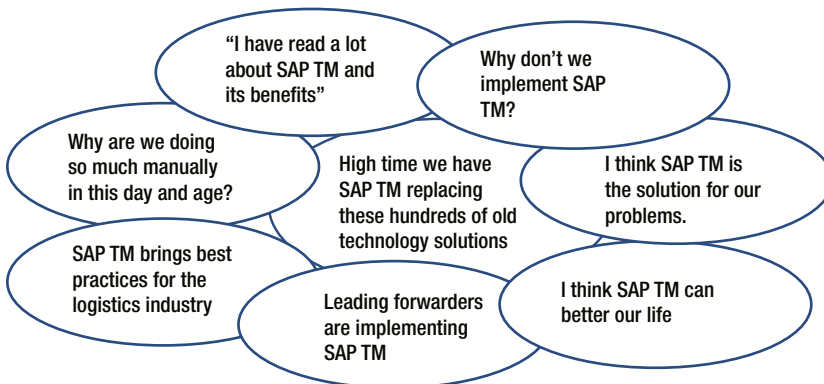 "I have read a lot
about SAP TM and
its benefits”
Why don’t we
implement SAP
TM?
Why are we doing
so much manually
in this day and age?
High time we have
SAP TM replacing
these hundreds of old
technology solutions
I think SAP TM is
the solution for our
problems.
SAP TM brings best
practices for the
logistics industry
Leading forwarders
are implementing
SAP TM
I think SAP TM can
better our life